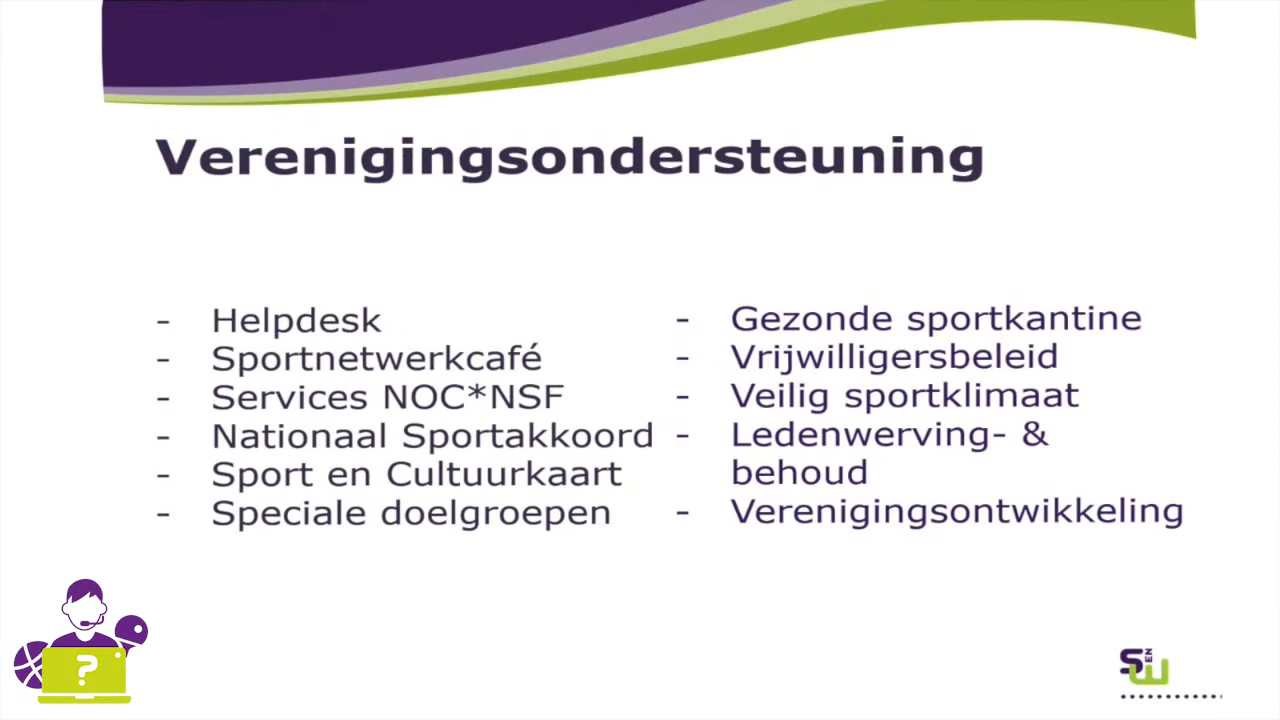 Verenigingsondersteuning
- Helpdesk
- Sportnetwerkcafé
- Services NOC*NSF
- Nationaal Sportakkoord
- Sport en Cultuurkaart
- Speciale doelgroepen
- Gezonde sportkantine
- Vrijwilligersbeleid
- Veilig sportklimaat
- Ledenwerving- &
behoud
- Verenigingsontwikkeling
?
S EN W